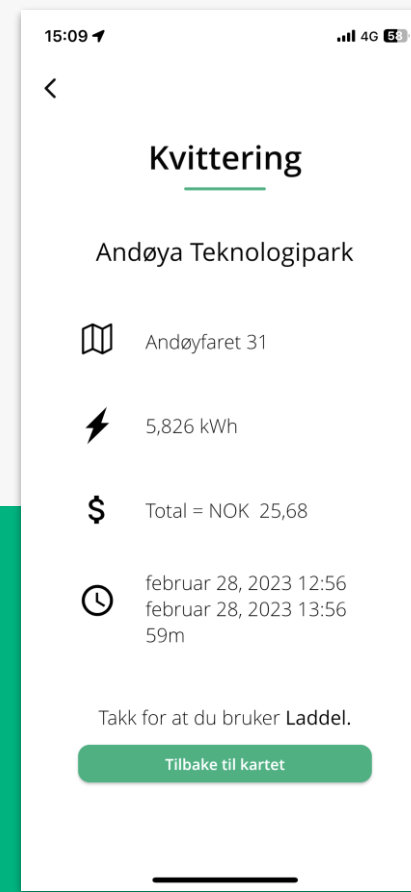 15:09 4G 58
Kvittering
Andøya Teknologipark
Andøyfaret 31
5,826 kWh
$ Total = NOK 25,68
februar 28, 2023 12:56
februar 28, 2023 13:56
59m
Takk for at du bruker Laddel.
Tilbake til kartet